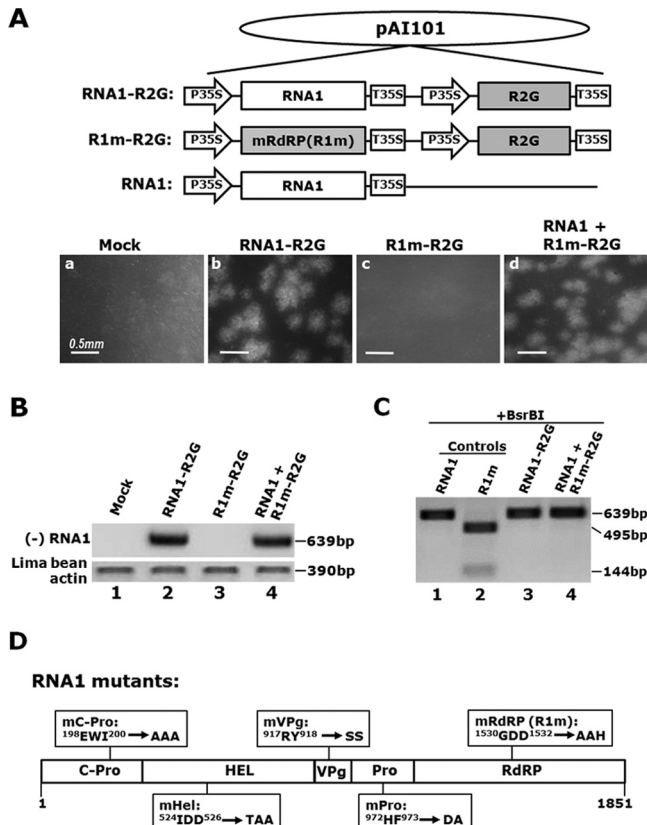 A
pAI101
RNA1-R2G: P35S RNA1 T35S P35S R2G T35S
R1m-R2G: P35S mRdRP(R1m) T35S P35S R2G T35S
RNA1: P35S RNA1 T35S
Mock RNA1-R2G R1m-R2G RNA1 +
R1m-R2G
a b c d
0.5mm
B
Mock RNA1-R2G R1m-R2G RNA1 +
R1m-R2G
(-) RNA1 639bp
Lima bean
actin 390bp
1 2 3 4
C
+BsrBI
Controls
RNA1 R1m RNA1-R2G RNA1 +
R1m-R2G
639bp
495bp
144bp
1 2 3 4
D
RNA1 mutants:
mC-Pro:
¹⁹⁸EWI²⁰⁰→AAA
mVPg:
⁹¹⁷RY⁹¹⁸→SS
mRdRP (R1m):
¹⁵³⁰GDD¹⁵³²→AAH
C-Pro HEL VPg Pro RdRP
1 1851
mHel:
⁵²⁴IDD⁵²⁶→TAA
mPro:
⁹⁷²HF⁹⁷³→DA